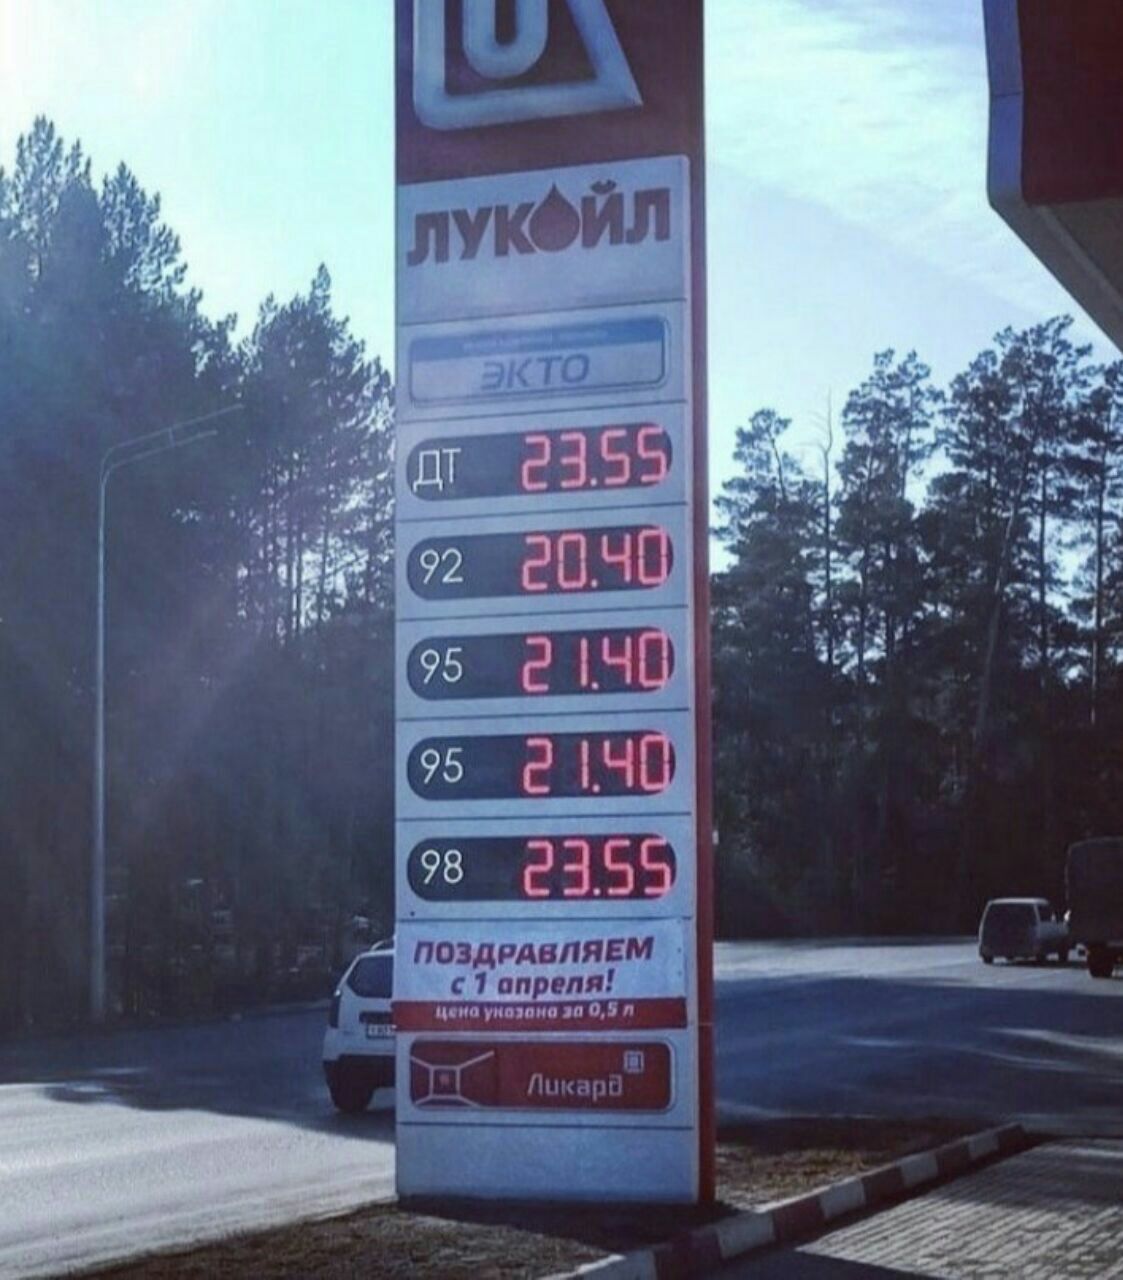 ЛУКОЙЛ
ЭКТО
ДТ 23.55
92 20.40
95 21.40
95 21.40
98 23.55
ПОЗДРАВЛЯЕМ
с 1 апреля!
цена указана за 0,5 л
Ликард